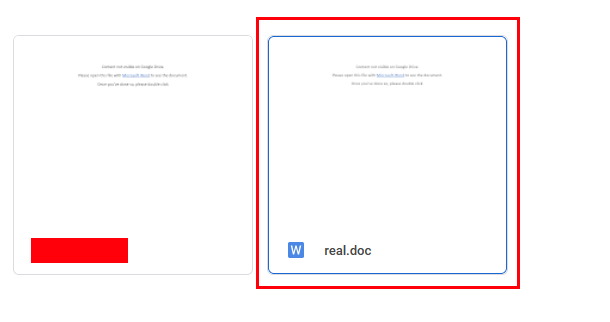 Content not visible on Google Drive.
Please open this file with Microsoft Word to see the document
Once you've done so, please double click
Content not visible on Google Drive.
Please open this file with Microsoft Word to see the document
Once you've done so, please double click
W real.doc